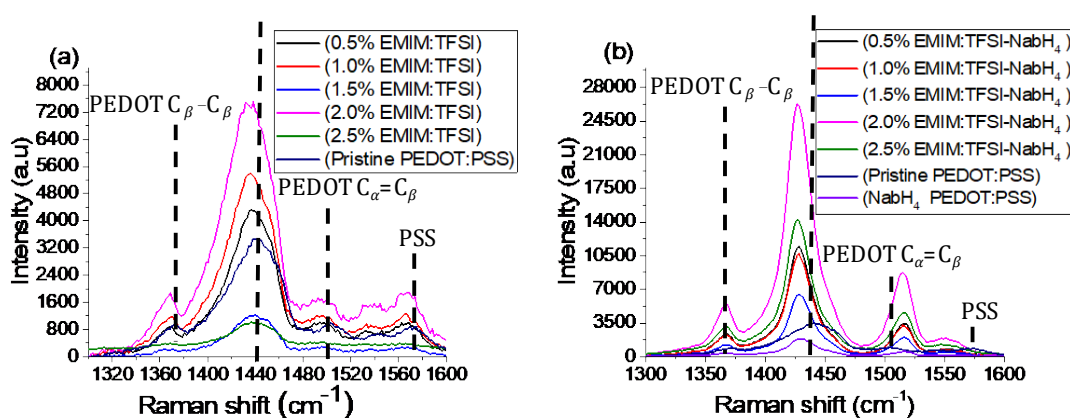 (a)
(0.5% EMIM:TFSI)
(1.0% EMIM:TFSI)
(1.5% EMIM:TFSI)
(2.0% EMIM:TFSI)
(2.5% EMIM:TFSI)
(Pristine PEDOT:PSS)
PEDOT Cᵦ–Cᵦ
PEDOT Cα=Cᵦ
PSS
Intensity (a.u)
8000
7200
6400
5600
4800
4000
3200
2400
1600
800
0
1320 1400 1440 1520 1560 1600
Raman shift (cm⁻¹)
(b)
(0.5% EMIM:TFSI-NabH₄ )
(1.0% EMIM:TFSI-NabH₄ )
(1.5% EMIM:TFSI-NabH₄ )
(2.0% EMIM:TFSI-NabH₄ )
(2.5% EMIM:TFSI-NabH₄ )
(Pristine PEDOT:PSS)
(NabH₄ PEDOT:PSS)
PEDOT Cᵦ–Cᵦ
PEDOT Cα=Cᵦ
PSS
Intensity (a.u)
28000
24500
21000
17500
14000
10500
7000
3500
0
1300 1350 1400 1450 1500 1550 1600
Raman shift (cm⁻¹)